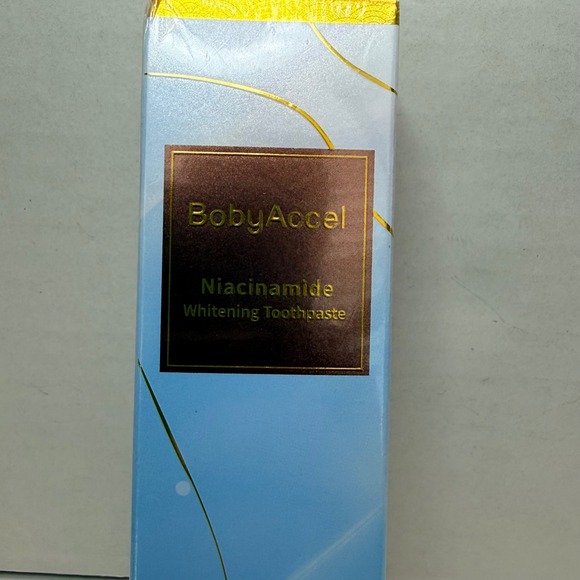 BobyAccel
Niacinamide
Whitening Toothpaste